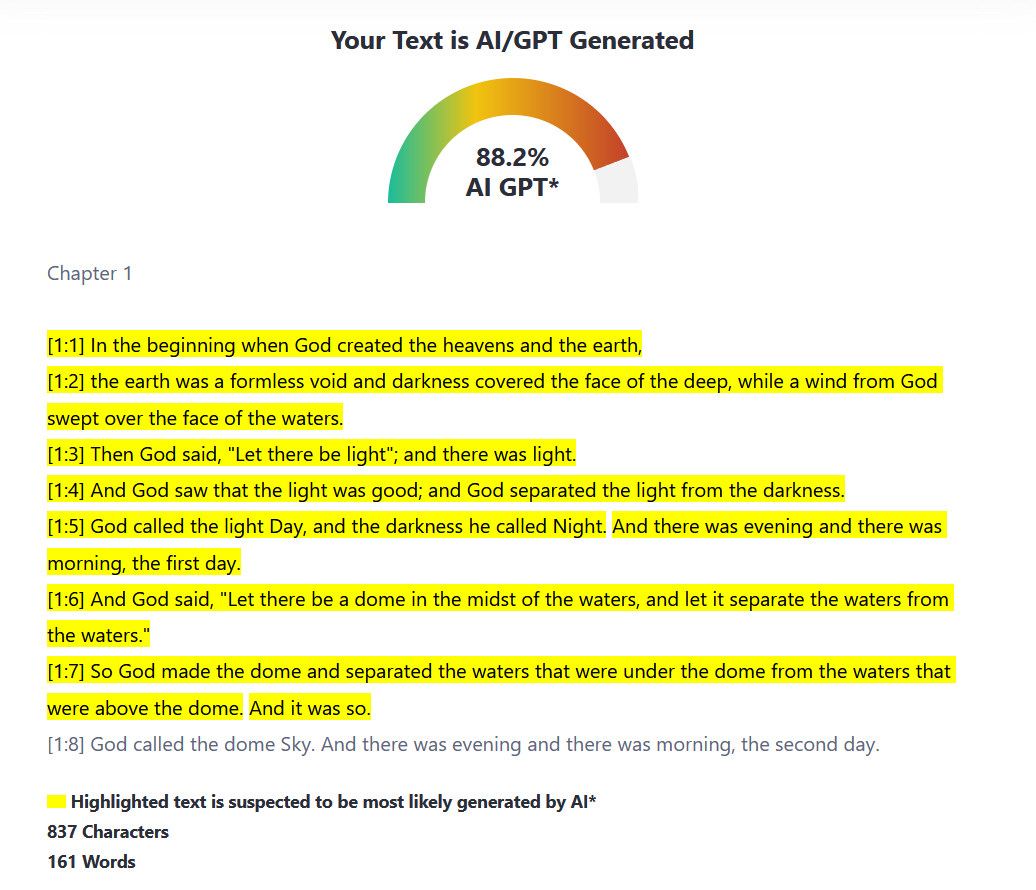 Your Text is AI/GPT Generated
88.2%
AI GPT*
Chapter 1
[1:1] In the beginning when God created the heavens and the earth,
[1:2] the earth was a formless void and darkness covered the face of the deep, while a wind from God
swept over the face of the waters.
[1:3] Then God said, "Let there be light"; and there was light.
[1:4] And God saw that the light was good; and God separated the light from the darkness.
[1:5] God called the light Day, and the darkness he called Night. And there was evening and there was
morning, the first day.
[1:6] And God said, "Let there be a dome in the midst of the waters, and let it separate the waters from
the waters."
[1:7] So God made the dome and separated the waters that were under the dome from the waters that
were above the dome. And it was so.
[1:8] God called the dome Sky. And there was evening and there was morning, the second day.
Highlighted text is suspected to be most likely generated by AI*
837 Characters
161 Words